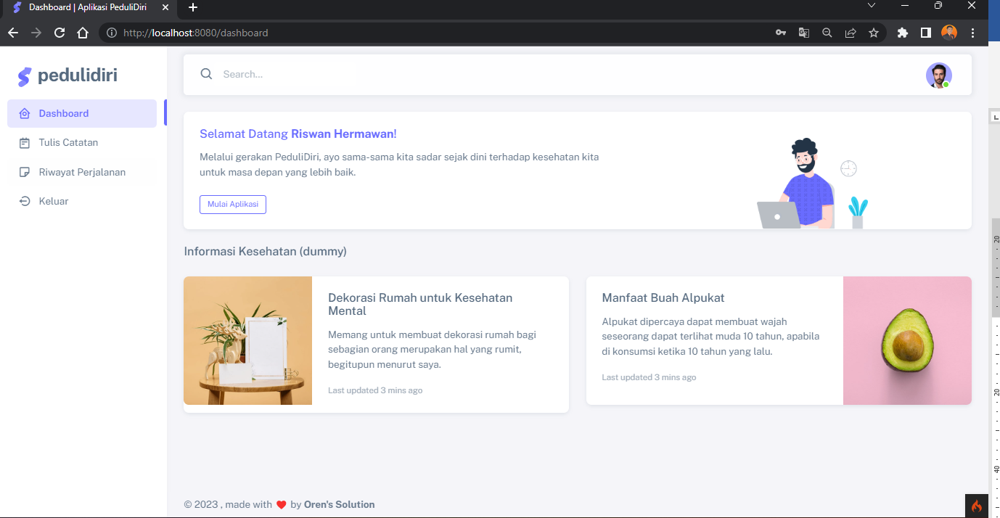 Dashboard | Aplikasi PeduliDiri
http://localhost:8080/dashboard
pedulidiri
Dashboard
Tulis Catatan
Riwayat Perjalanan
Keluar
Search...
Selamat Datang Riswan Hermawan!
Melalui gerakan PeduliDiri, ayo sama-sama kita sadar sejak dini terhadap kesehatan kita
untuk masa depan yang lebih baik.
Mulai Aplikasi
Informasi Kesehatan (dummy)
Dekorasi Rumah untuk Kesehatan
Mental
Memang untuk membuat dekorasi rumah bagi
sebagian orang merupakan hal yang rumit,
begitupun menurut saya.
Last updated 3 mins ago
Manfaat Buah Alpukat
Alpukat dipercaya dapat membuat wajah
seseorang dapat terlihat muda 10 tahun, apabila
di konsumsi ketika 10 tahun yang lalu.
Last updated 3 mins ago
© 2023 , made with ❤️ by Oren's Solution
20
20
40